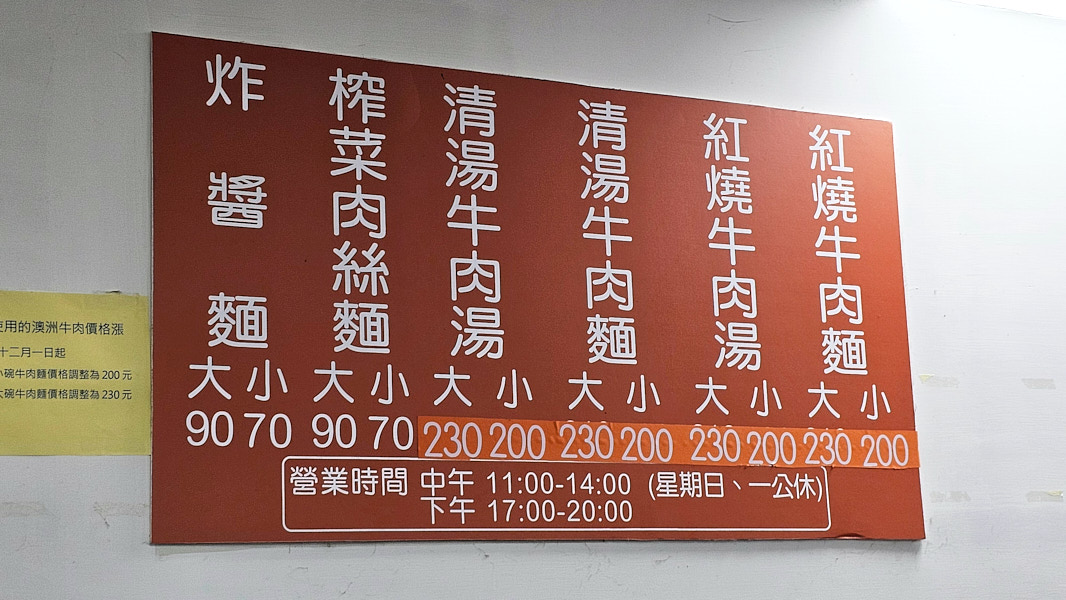 紅燒牛肉麵
大 小
230 200
紅燒牛肉湯
大 小
230 200
清湯牛肉麵
大 小
230 200
清湯牛肉湯
大 小
230 200
榨菜肉絲麵
大 小
90 70
炸醬麵
大 小
90 70
營業時間 中午 11:00-14:00 (星期日、一公休)
下午 17:00-20:00
使用的澳洲牛肉價格漲
十二月一日起
小碗牛肉麵價格調整為 200 元
大碗牛肉麵價格調整為 230 元